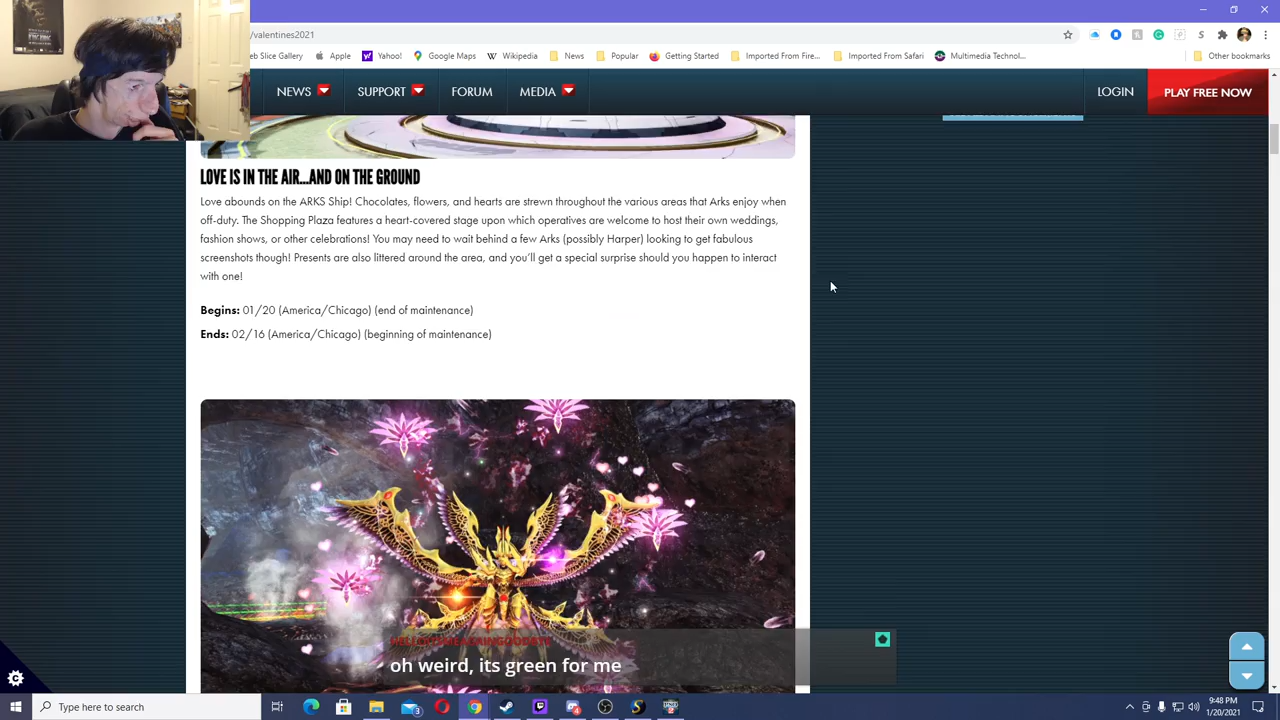 /valentines2021
eb Slice Gallery Apple Yahoo! Google Maps Wikipedia News Popular Getting Started Imported From Fire... Imported From Safari Multimedia Technol... Other bookmarks
NEWS SUPPORT FORUM MEDIA LOGIN PLAY FREE NOW
LOVE IS IN THE AIR...AND ON THE GROUND
Love abounds on the ARKS Ship! Chocolates, flowers, and hearts are strewn throughout the various areas that Arks enjoy when
off-duty. The Shopping Plaza features a heart-covered stage upon which operatives are welcome to host their own weddings,
fashion shows, or other celebrations! You may need to wait behind a few Arks (possibly Harper) looking to get fabulous
screenshots though! Presents are also littered around the area, and you'll get a special surprise should you happen to interact
with one!
Begins: 01/20 (America/Chicago) (end of maintenance)
Ends: 02/16 (America/Chicago) (beginning of maintenance)
oh weird, its green for me
Type here to search
3
9:48 PM
1/20/2021